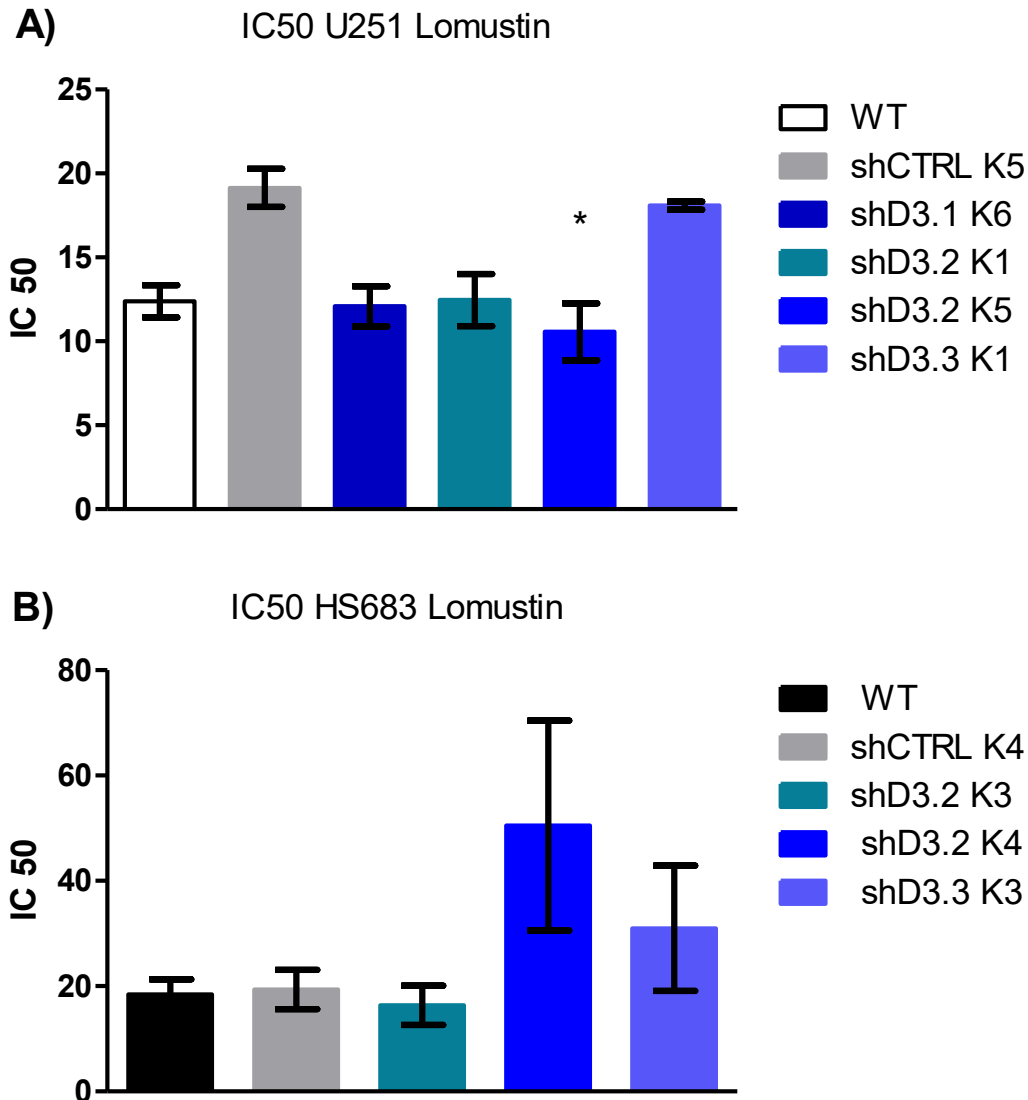 A)
IC50 U251 Lomustin
25
20
15
10
5
0
IC 50
*
WT
shCTRL K5
shD3.1 K6
shD3.2 K1
shD3.2 K5
shD3.3 K1
B)
IC50 HS683 Lomustin
80
60
40
20
0
IC 50
WT
shCTRL K4
shD3.2 K3
shD3.2 K4
shD3.3 K3